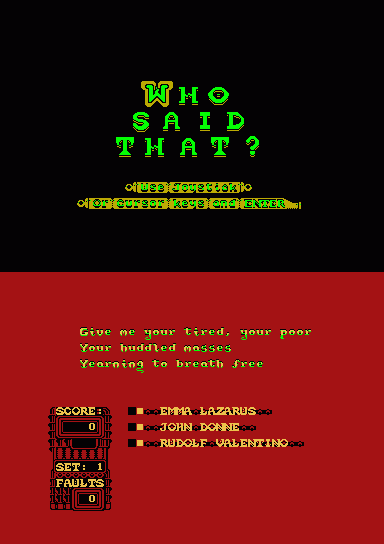 WHO
SAID
THAT?
Use Joystick
Or Cursor keys and ENTER
Give me your tired, your poor
Your huddled masses
Yearning to breath free
SCORE:
0
SET: 1
FAULTS
0
EMMA LAZARUS
JOHN DONNE
RUDOLF VALENTINO